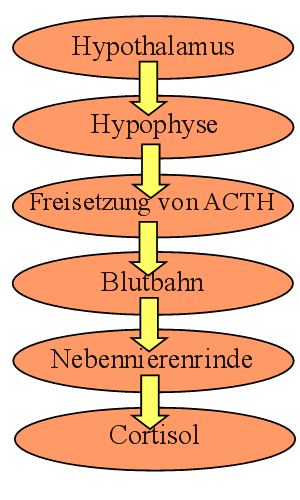 Hypothalamus
Hypophyse
Freisetzung von ACTH
Blutbahn
Nebennierenrinde
Cortisol